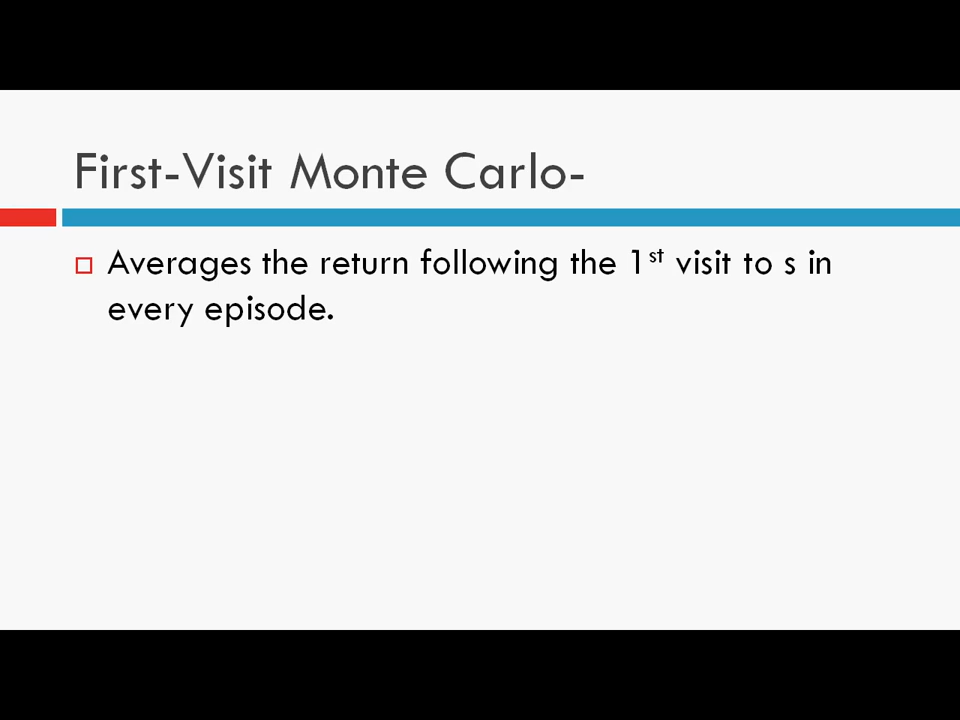 First-Visit Monte Carlo-
Averages the return following the 1st visit to s in
every episode.